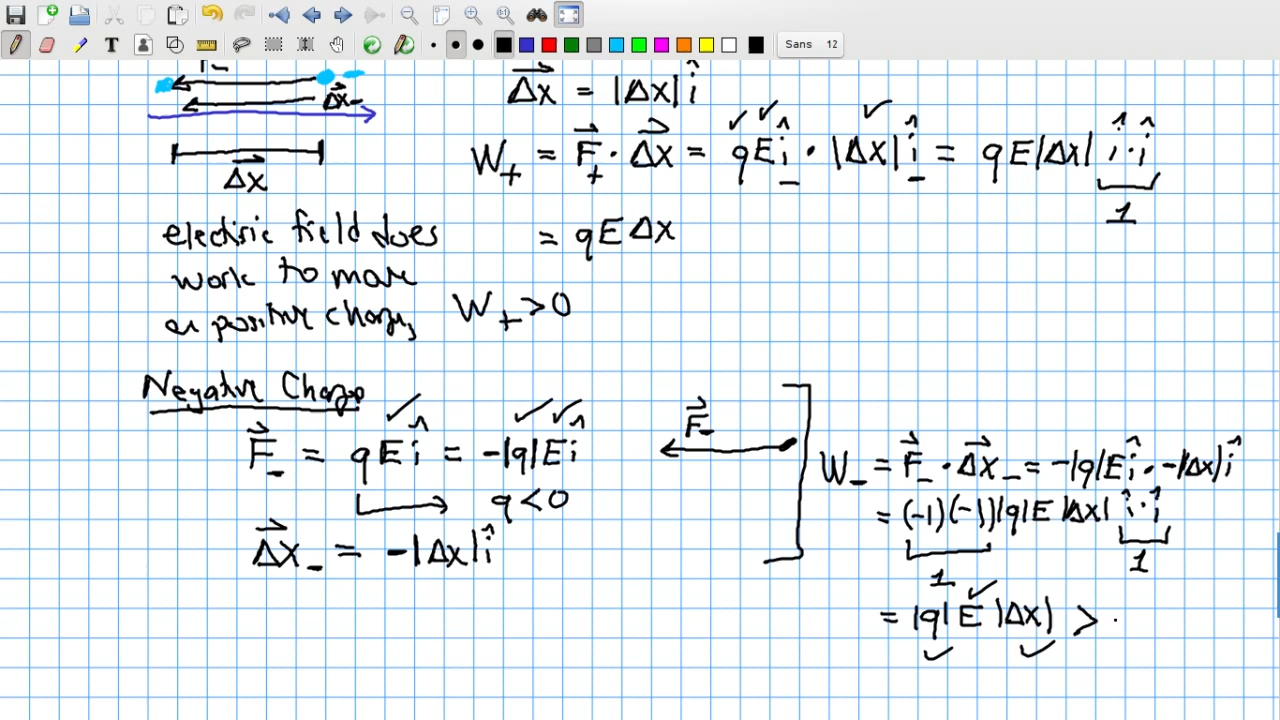 Sans 12
F₋
Δx⃗₋
Δx⃗
Δx⃗ = |Δx| î
W₊ = F⃗₊ · Δx⃗ = qE î · |Δx| î = qE|Δx| î · î
1
= qEΔx
electric field does
work to move
a positive charge,
W₊ > 0
Negative Charge
F⃗₋ = qE î = -|q|E î
q < 0
Δx⃗₋ = -|Δx| î
F⃗₋
W₋ = F⃗₋ · Δx⃗₋ = -|q|E î · -|Δx| î
= (-1)(-1)|q|E |Δx| î · î
1 1
= |q| E |Δx| > ·